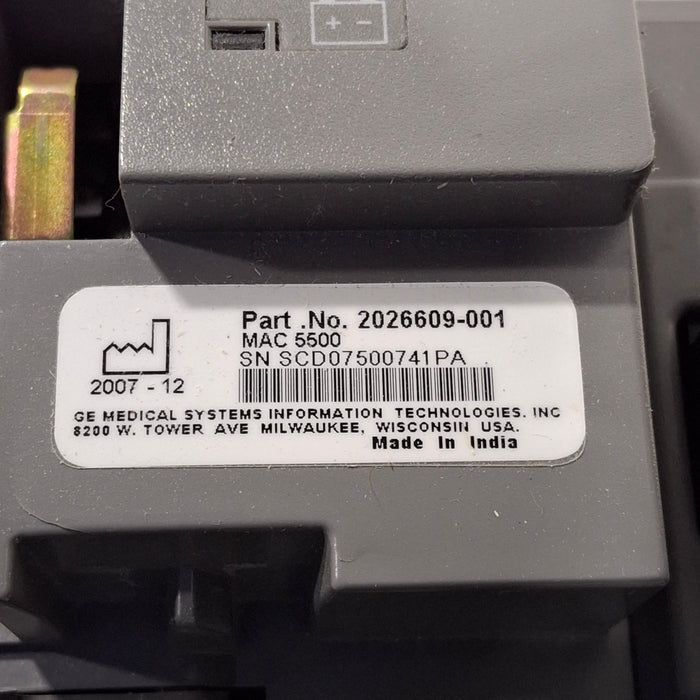 Part .No. 2026609-001
MAC 5500
SN SCD07500741PA
2007 - 12
GE MEDICAL SYSTEMS INFORMATION TECHNOLOGIES. INC
8200 W. TOWER AVE MILWAUKEE, WISCONSIN USA.
Made In India